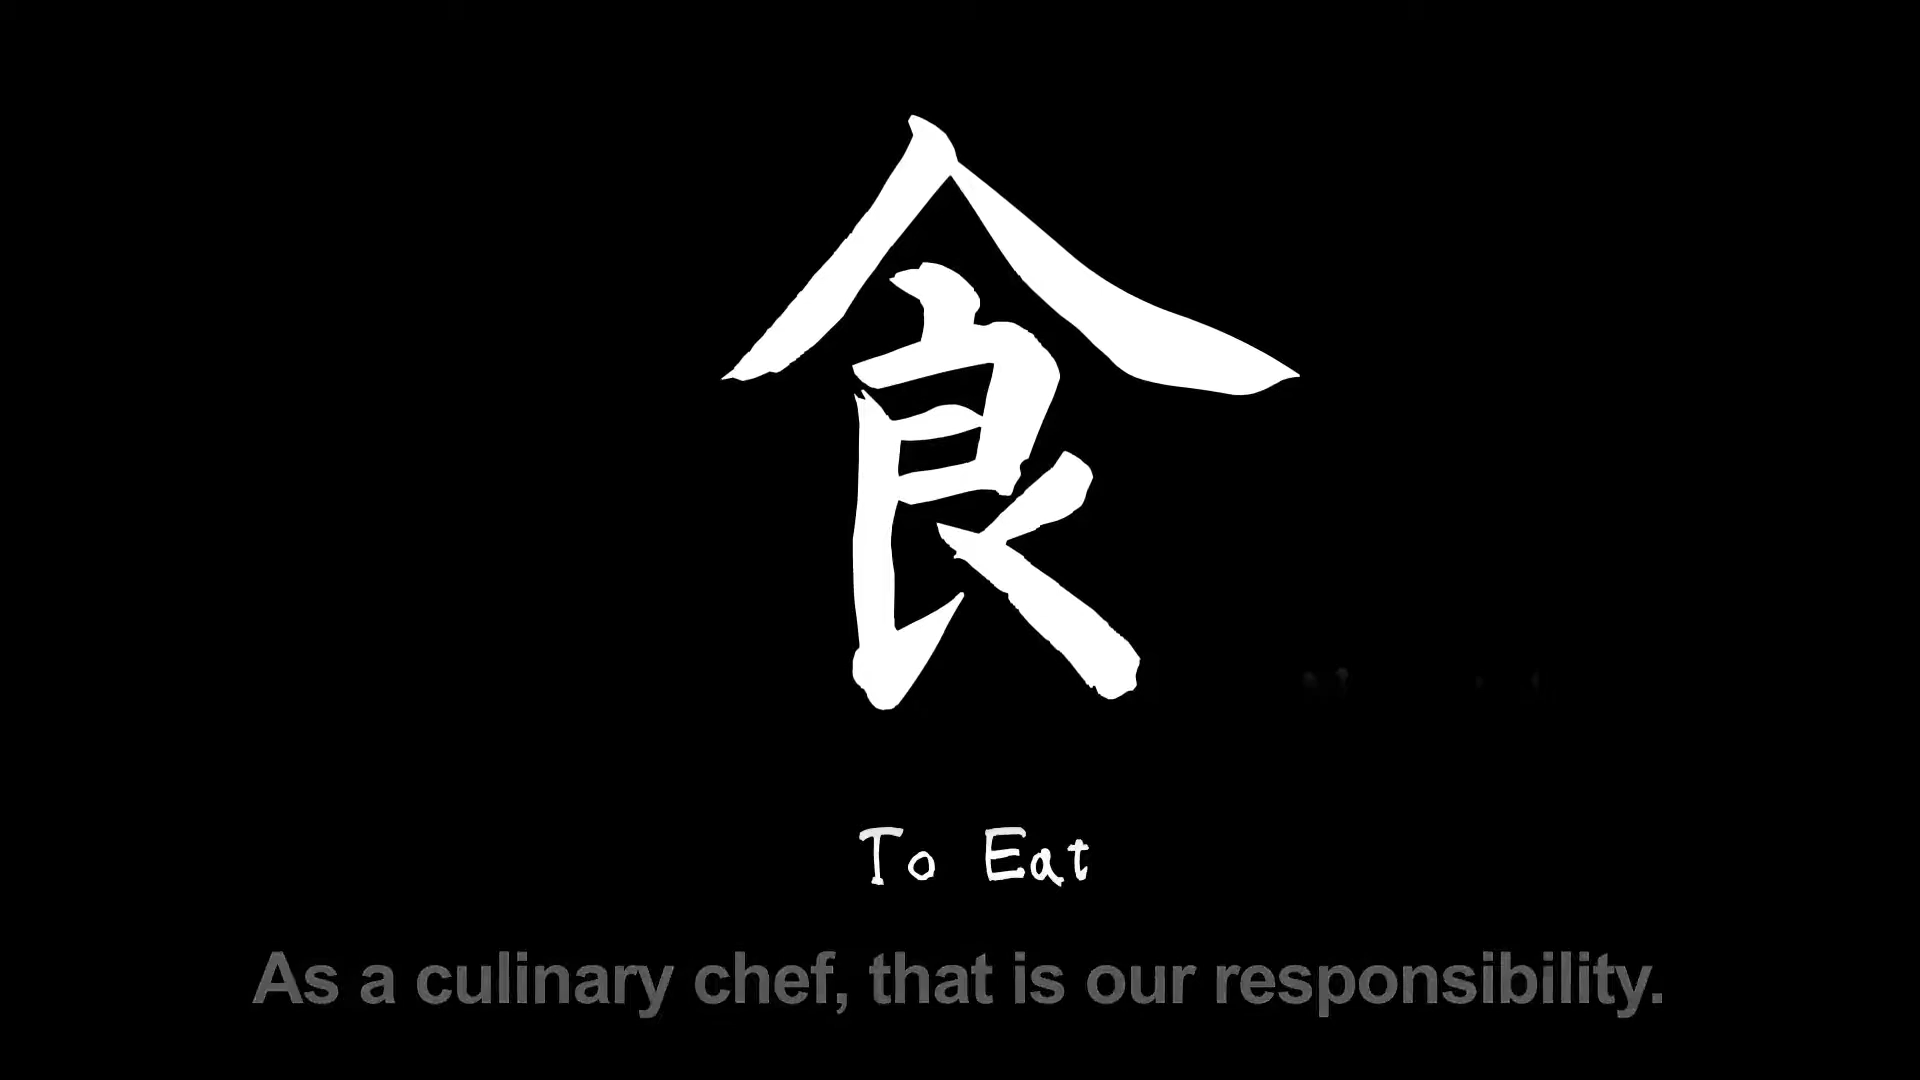 食
To Eat
As a culinary chef, that is our responsibility.